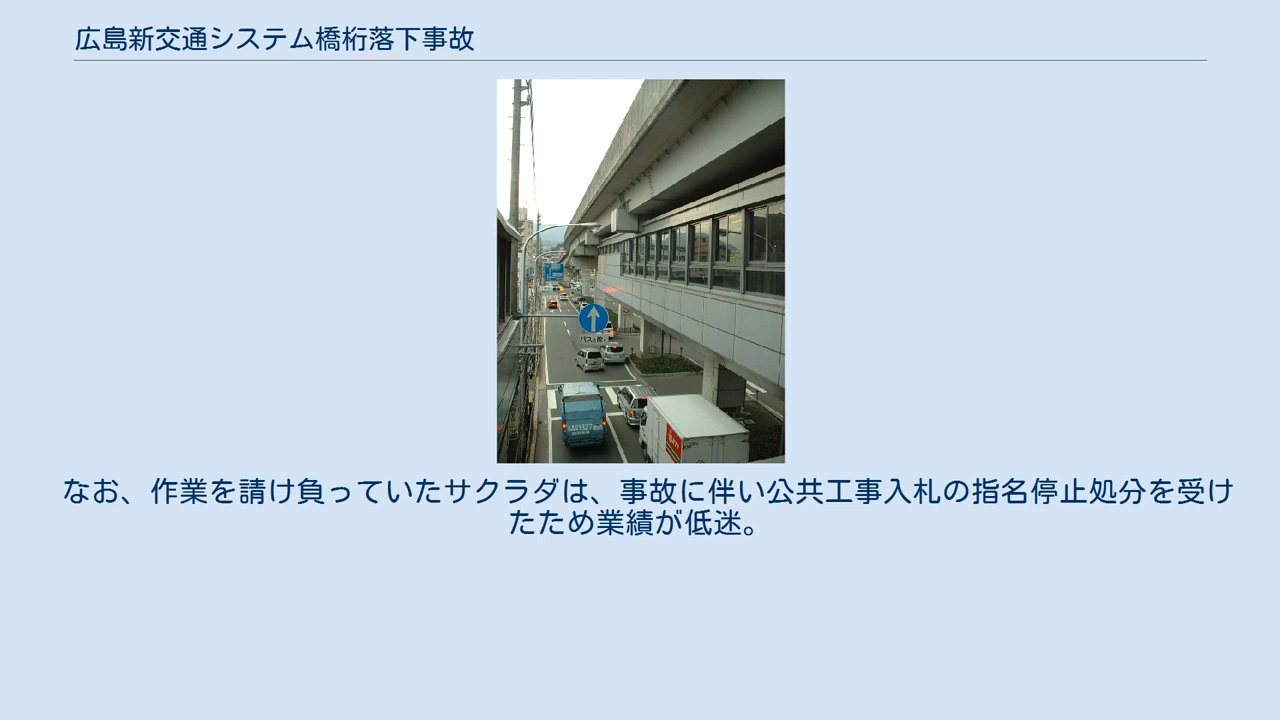 広島新交通システム橋桁落下事故
なお、作業を請け負っていたサクラダは、事故に伴い公共工事入札の指名停止処分を受け
たため業績が低迷。